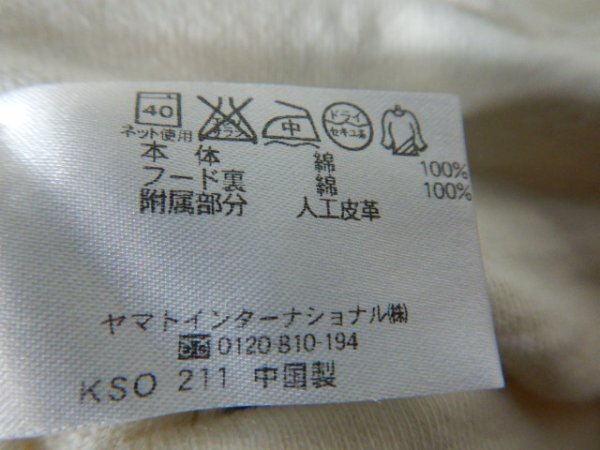 40 中 ドライ セキユ系
ネット使用
本体 綿 100%
フード裏 綿 100%
附属部分 人工皮革
ヤマトインターナショナル㈱
0120-810-194
KSO 211 中国製